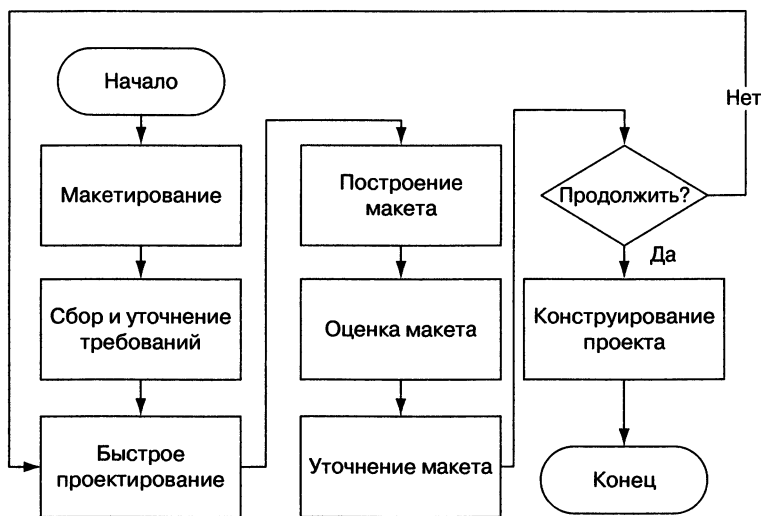 Начало
Макетирование
Сбор и уточнение
требований
Быстрое
проектирование
Построение
макета
Оценка макета
Уточнение макета
Продолжить?
Нет
Да
Конструирование
проекта
Конец